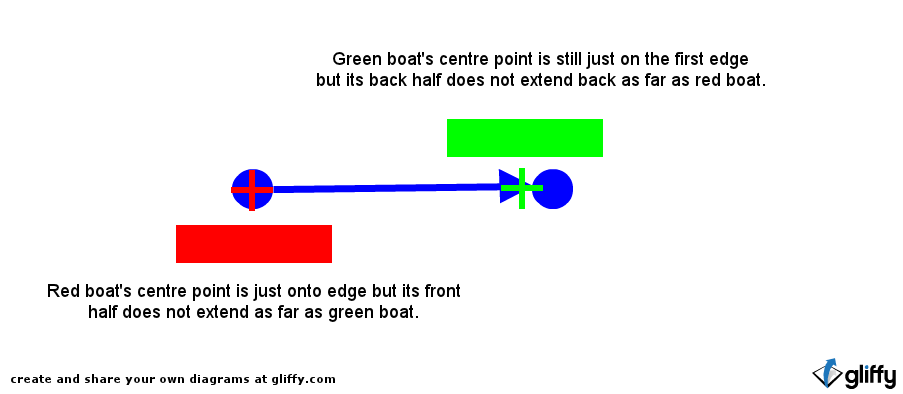 Green boat's centre point is still just on the first edge
but its back half does not extend back as far as red boat.
Red boat's centre point is just onto edge but its front
half does not extend as far as green boat.
create and share your own diagrams at gliffy.com
gliffy